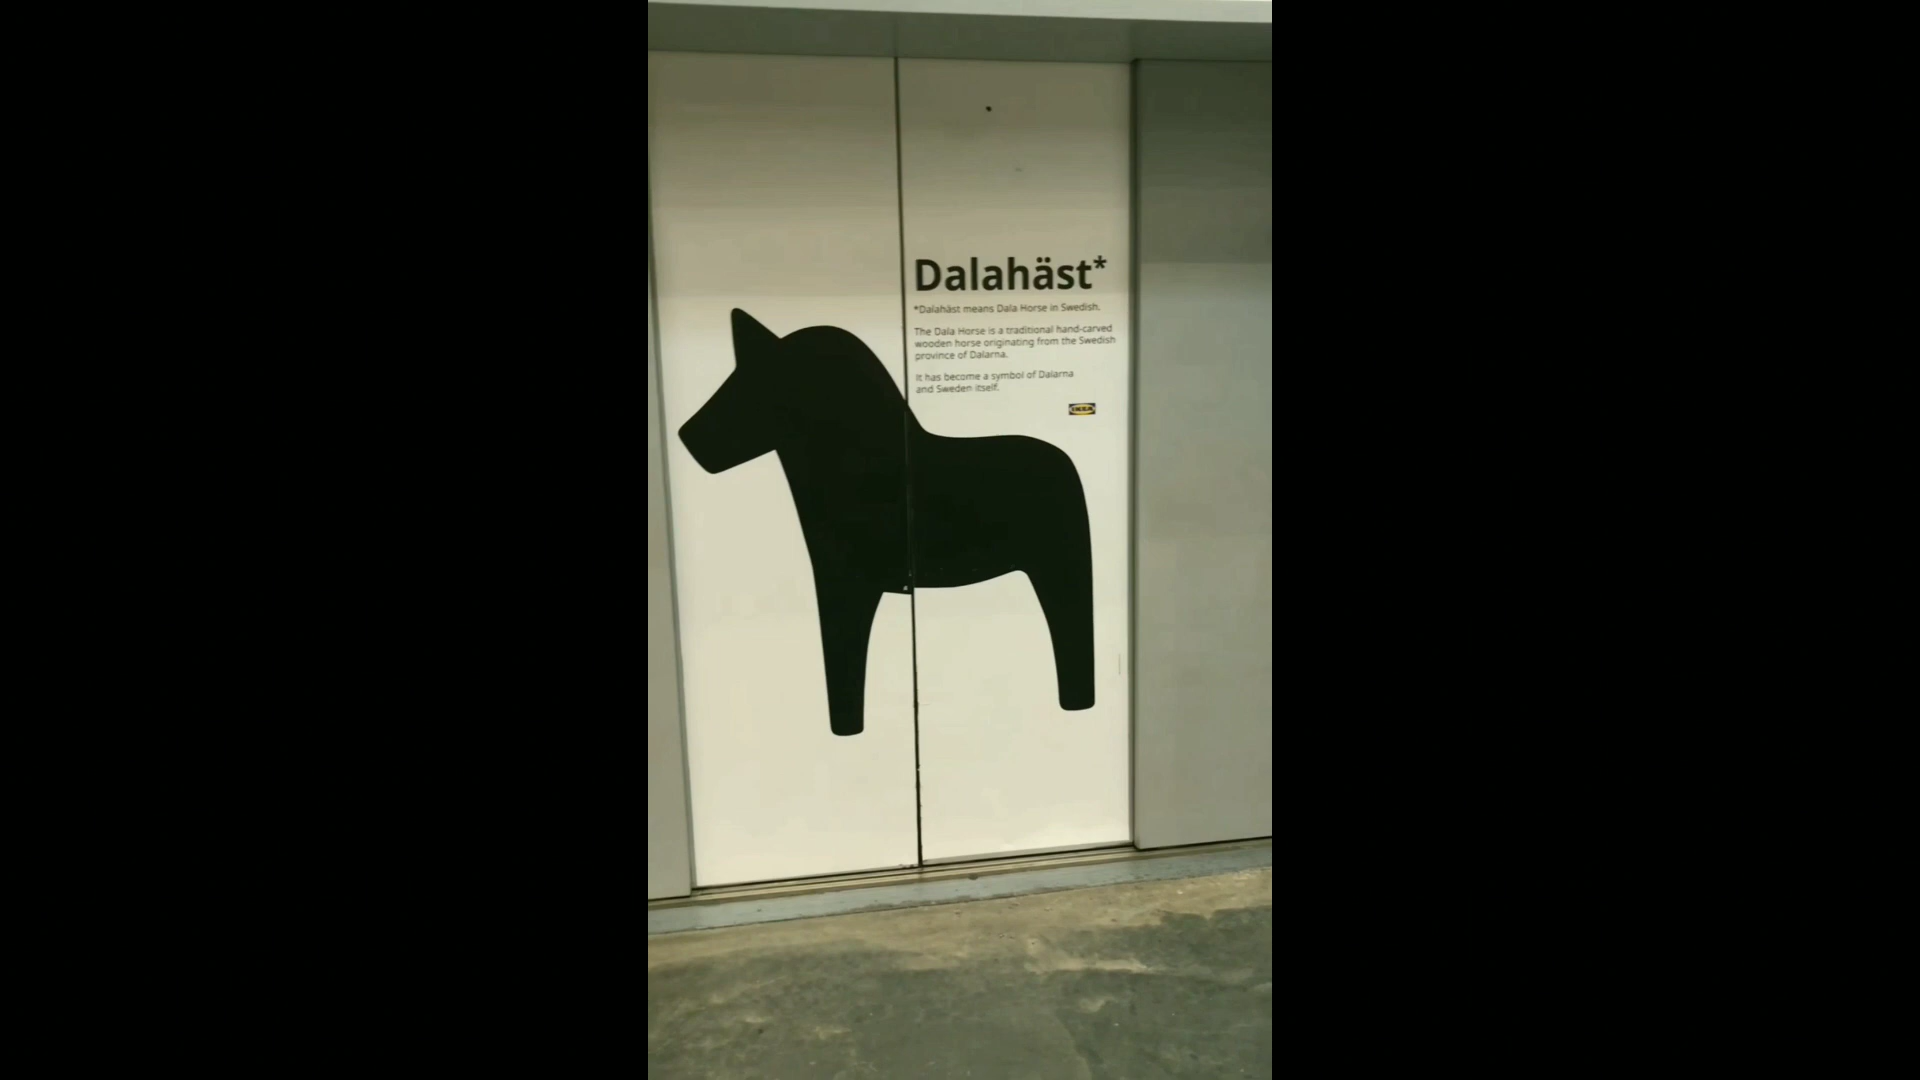 Dalahäst*
*Dalahäst means Dala Horse in Swedish.
The Dala Horse is a traditional hand-carved
wooden horse originating from the Swedish
province of Dalarna.
It has become a symbol of Dalarna
and Sweden itself.
IKEA